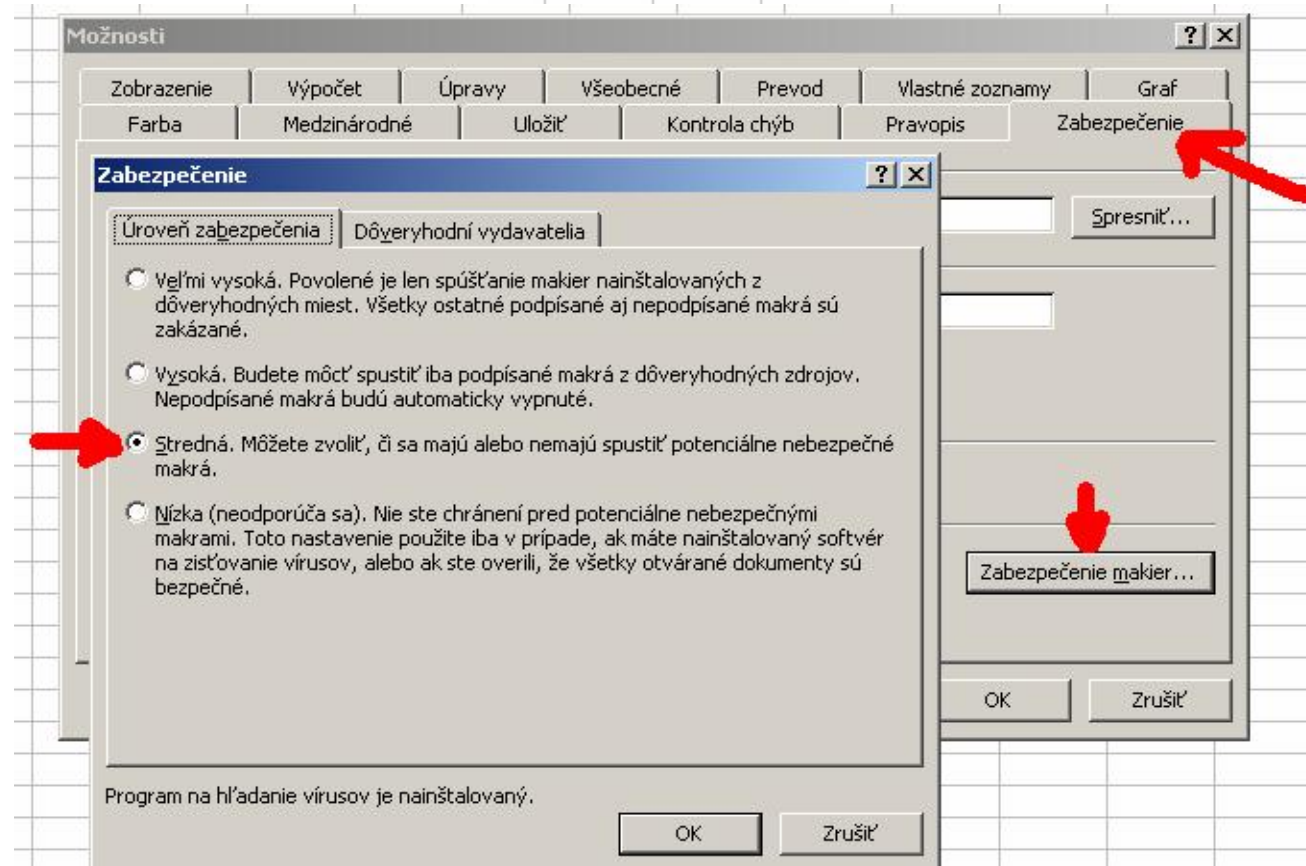 Možnosti
Zobrazenie Výpočet Úpravy Všeobecné Prevod Vlastné zoznamy Graf
Farba Medzinárodné Uložiť Kontrola chýb Pravopis Zabezpečenie
Spresniť...
Zabezpečenie makier...
OK Zrušiť
Zabezpečenie
Úroveň zabezpečenia Dôveryhodní vydavatelia
Veľmi vysoká. Povolené je len spúšťanie makier nainštalovaných z
dôveryhodných miest. Všetky ostatné podpísané aj nepodpísané makrá sú
zakázané.
Vysoká. Budete môcť spustiť iba podpísané makrá z dôveryhodných zdrojov.
Nepodpísané makrá budú automaticky vypnuté.
Stredná. Môžete zvoliť, či sa majú alebo nemajú spustiť potenciálne nebezpečné
makrá.
Nízka (neodporúča sa). Nie ste chránení pred potenciálne nebezpečnými
makrami. Toto nastavenie použite iba v prípade, ak máte nainštalovaný softvér
na zisťovanie vírusov, alebo ak ste overili, že všetky otvárané dokumenty sú
bezpečné.
Program na hľadanie vírusov je nainštalovaný.
OK Zrušiť